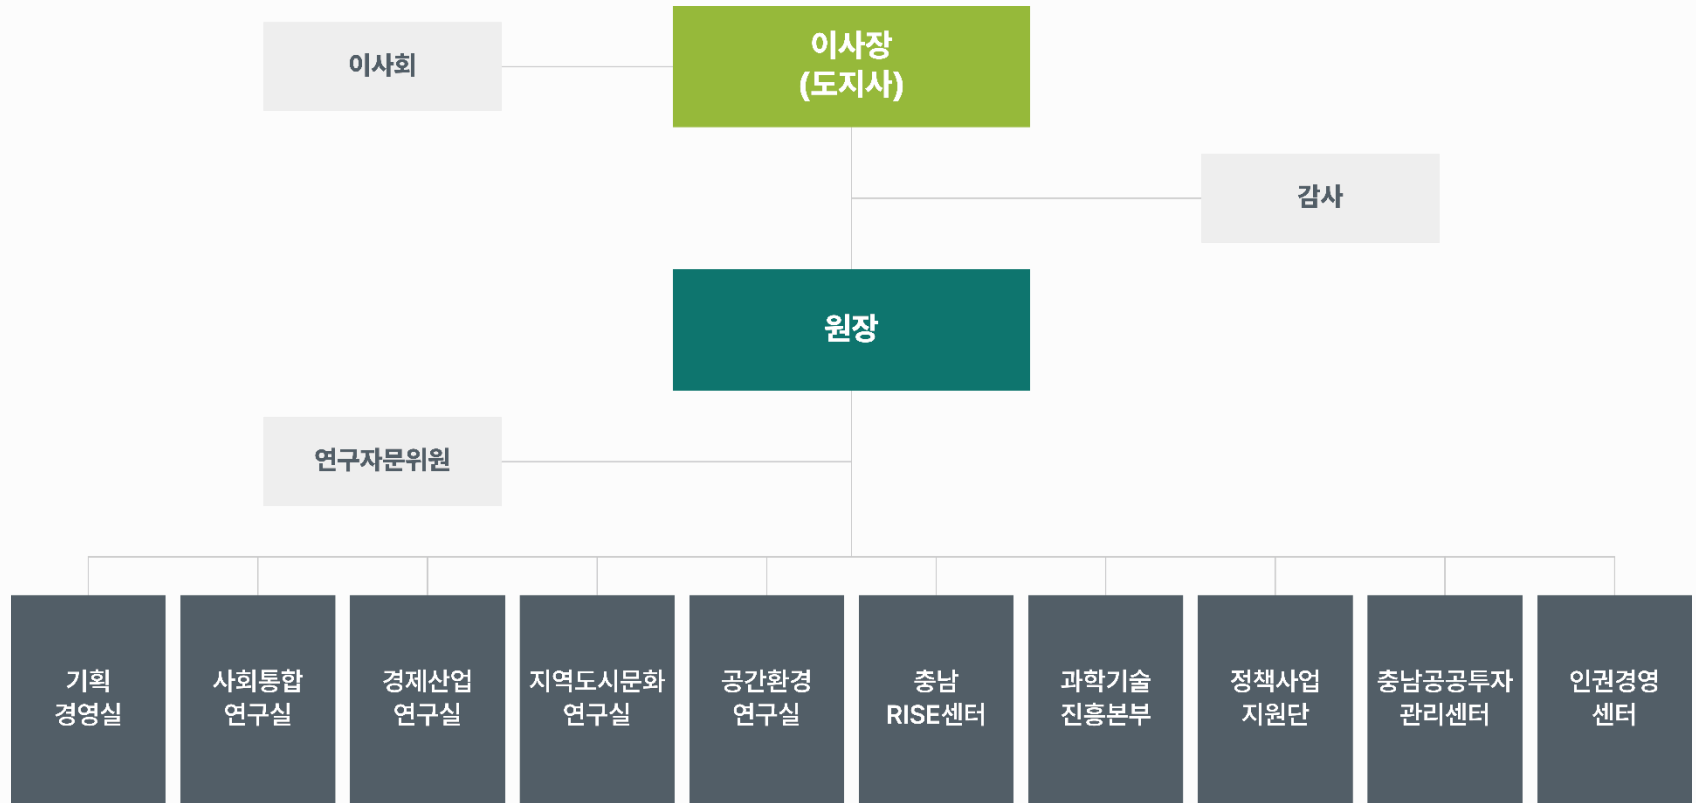 이사회
이사장
(도지사)
감사
원장
연구자문위원
기획
경영실
사회통합
연구실
경제산업
연구실
지역도시문화
연구실
공간환경
연구실
충남
RISE센터
과학기술
진흥본부
정책사업
지원단
충남공공투자
관리센터
인권경영
센터